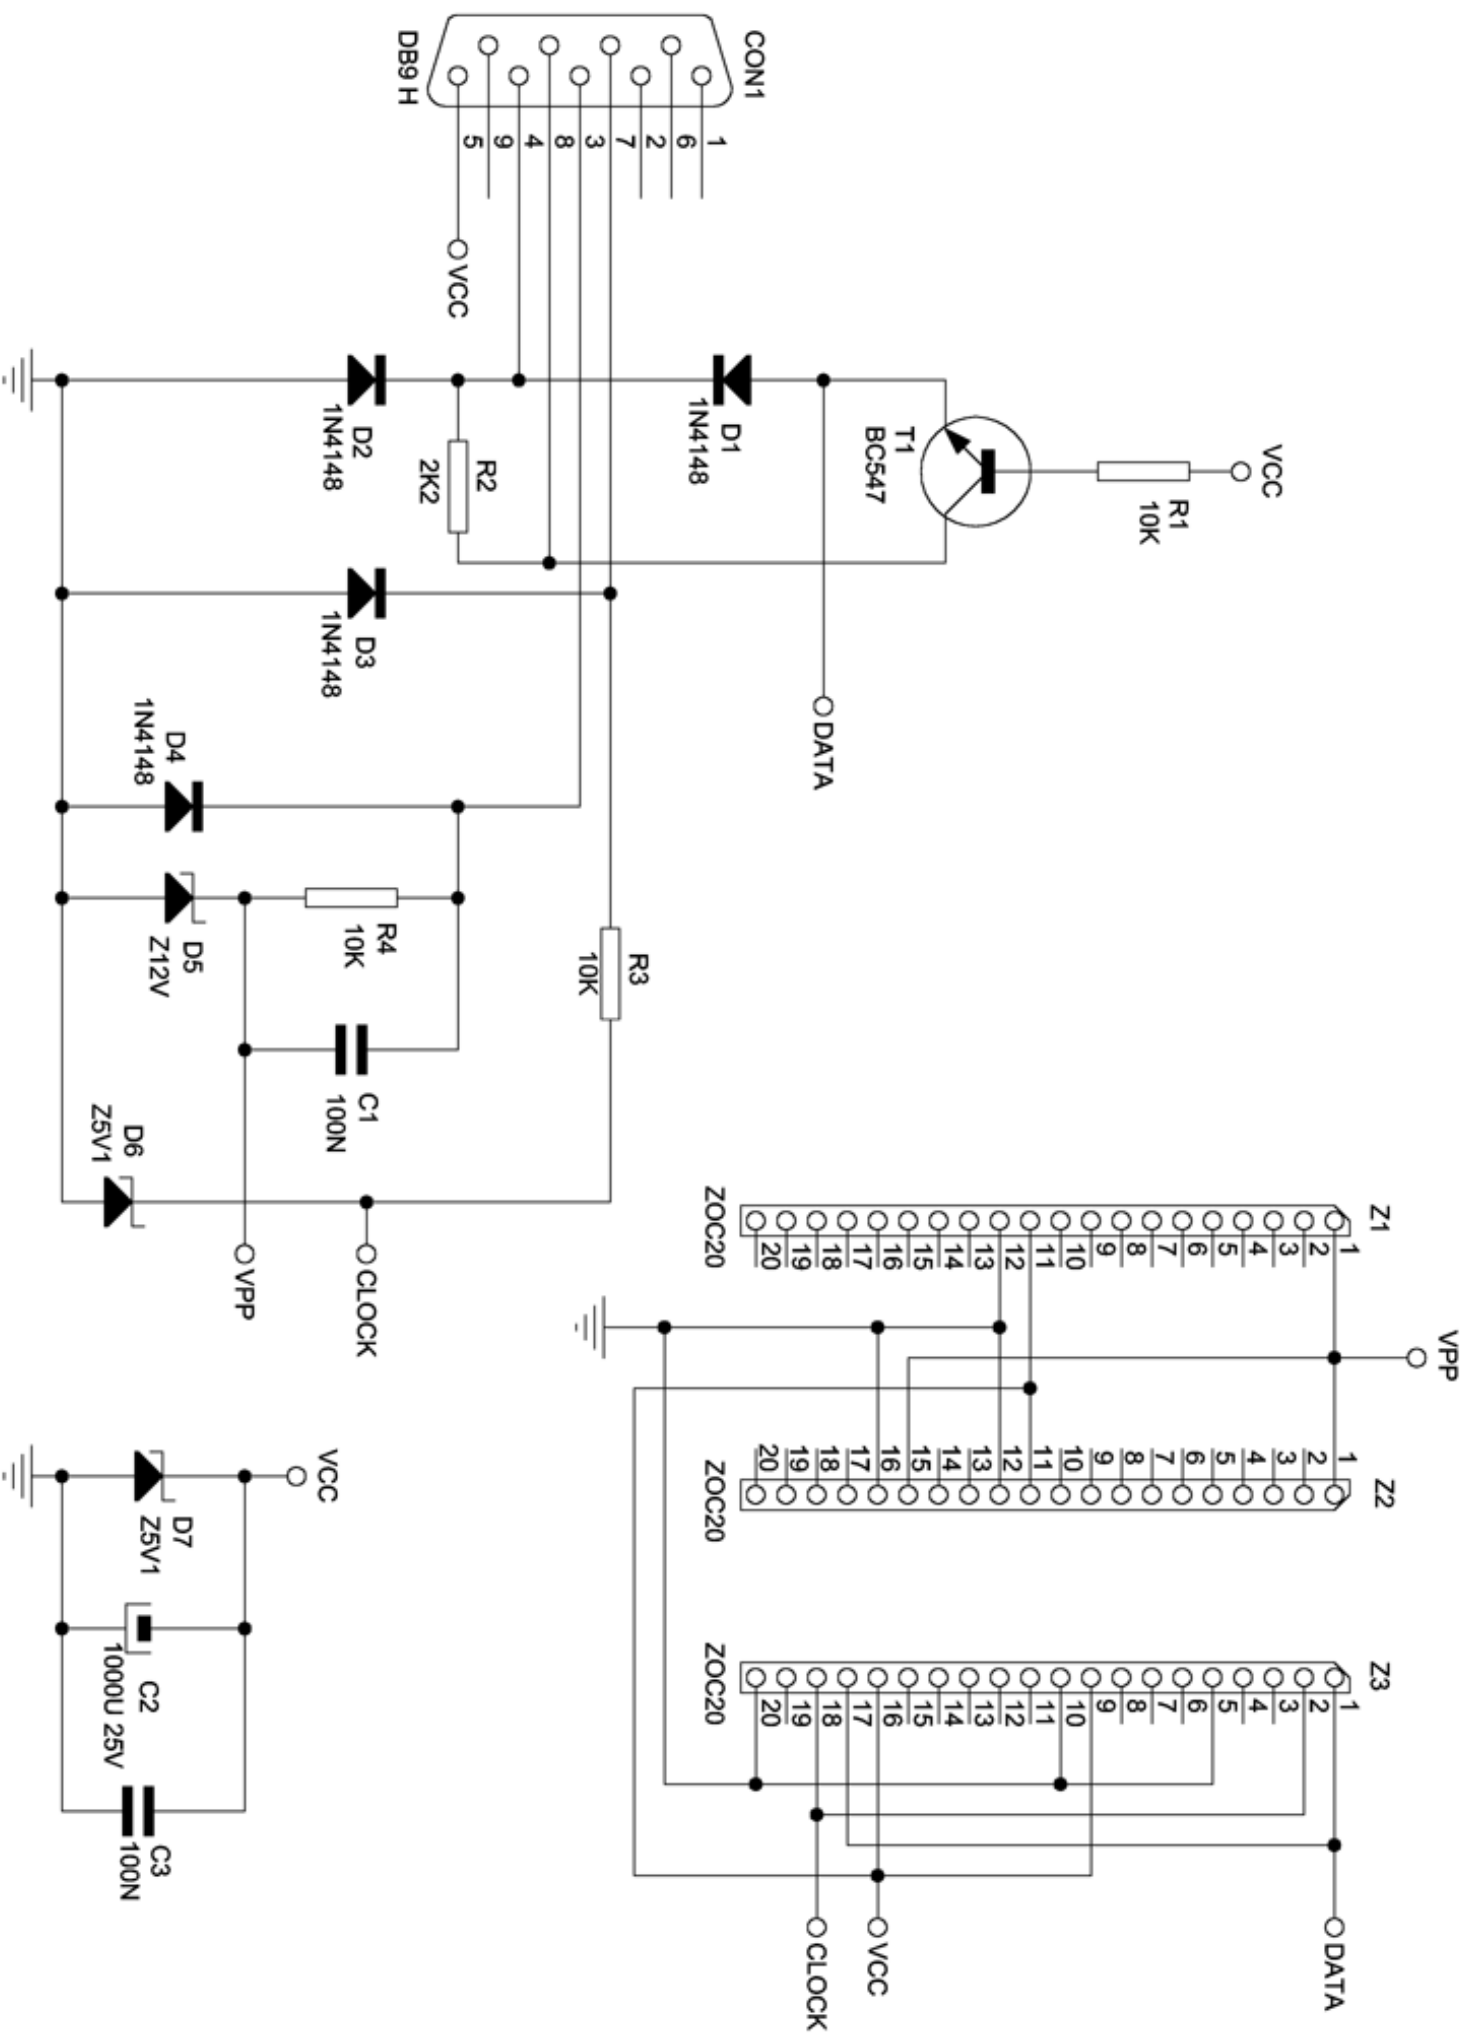 CON1
DB9 H
1
6
2
7
3
8
4
9
5
VCC
VCC
R1
10K
T1
BC547
D1
1N4148
DATA
R2
2K2
D2
1N4148
D3
1N4148
D4
1N4148
D5
Z12V
R4
10K
R3
10K
C1
100N
D6
Z5V1
CLOCK
VPP
Z1
1
2
3
4
5
6
7
8
9
10
11
12
13
14
15
16
17
18
19
20
ZOC20
VPP
Z2
1
2
3
4
5
6
7
8
9
10
11
12
13
14
15
16
17
18
19
20
ZOC20
Z3
1
2
3
4
5
6
7
8
9
10
11
12
13
14
15
16
17
18
19
20
ZOC20
DATA
VCC
CLOCK
VCC
D7
Z5V1
C2
1000U 25V
C3
100N